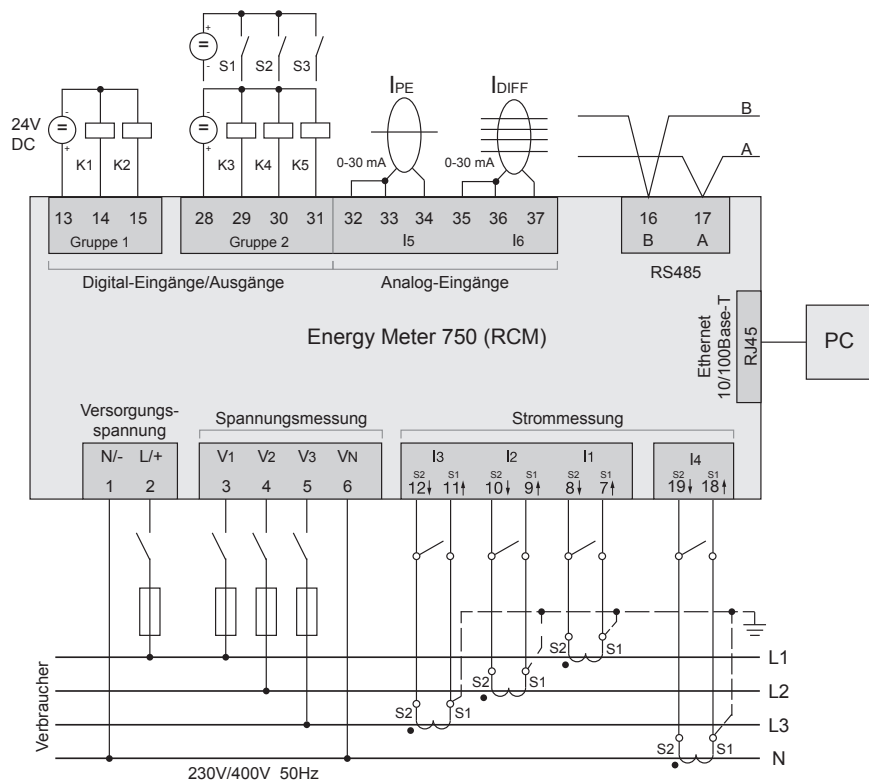 S1 S2 S3
24V
DC
K1 K2
K3 K4 K5
IPE
0-30 mA
IDIFF
0-30 mA
B
A
13 14 15
Gruppe 1
28 29 30 31
Gruppe 2
32 33 34 35 36 37
I5 I6
16 17
B A
RS485
Digital-Eingänge/Ausgänge
Analog-Eingänge
Energy Meter 750 (RCM)
Ethernet
10/100Base-T
RJ45
PC
Versorgungs-
spannung
Spannungsmessung
Strommessung
N/- L/+
1 2
V1 V2 V3 VN
3 4 5 6
I3 I2 I1
S2 S1 S2 S1 S2 S1
12 11 10 9 8 7
I4
S2 S1
19 18
S2 S1
L1
S2 S1
L2
S2 S1
L3
S2 S1
N
Verbraucher
230V/400V 50Hz